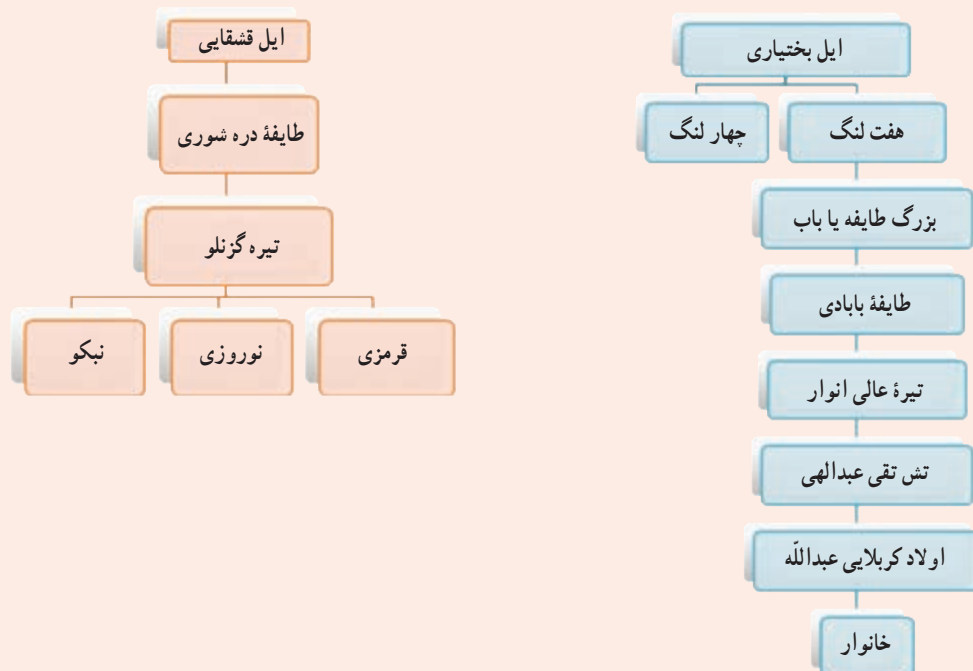 ایل بختیاری
هفت لنگ
چهار لنگ
بزرگ طایفه یا باب
طایفهٔ بابادی
تیرهٔ عالی انوار
تش تقی عبدالهی
اولاد کربلایی عبداللّه
خانوار
ایل قشقایی
طایفهٔ دره شوری
تیره گزنلو
قرمزی
نوروزی
نبکو